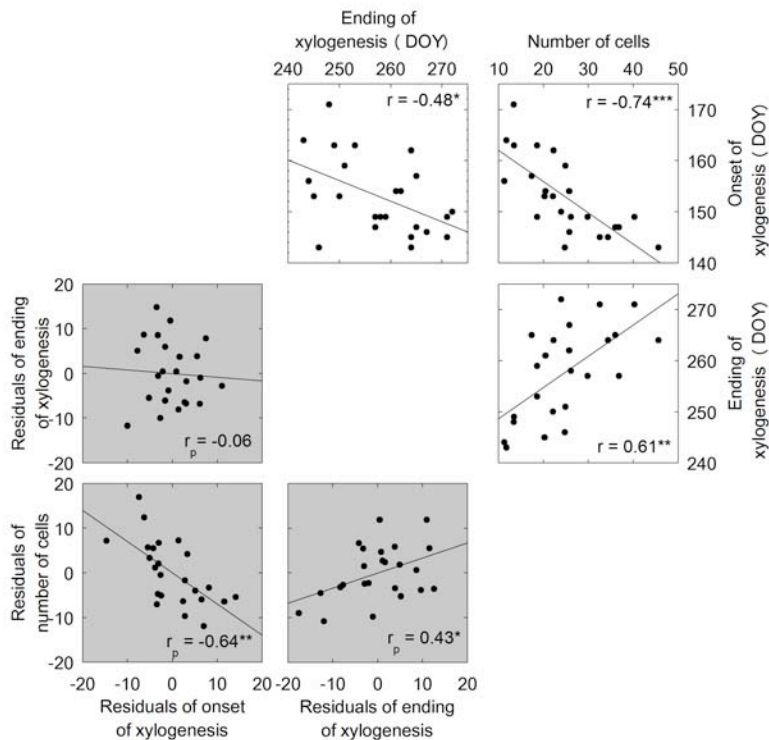 Ending of
xylogenesis ( DOY)
Number of cells
240 250 260 270
10 20 30 40 50
r = -0.48*
r = -0.74***
170
160
150
140
Onset of
xylogenesis ( DOY)
20
10
0
-10
-20
Residuals of ending
of xylogenesis
r p = -0.06
r = 0.61**
270
260
250
240
Ending of
xylogenesis ( DOY)
20
10
0
-10
-20
Residuals of
number of cells
r p = -0.64**
r p = 0.43*
-20 -10 0 10 20
-10 0 10 20
Residuals of onset
of xylogenesis
Residuals of ending
of xylogenesis